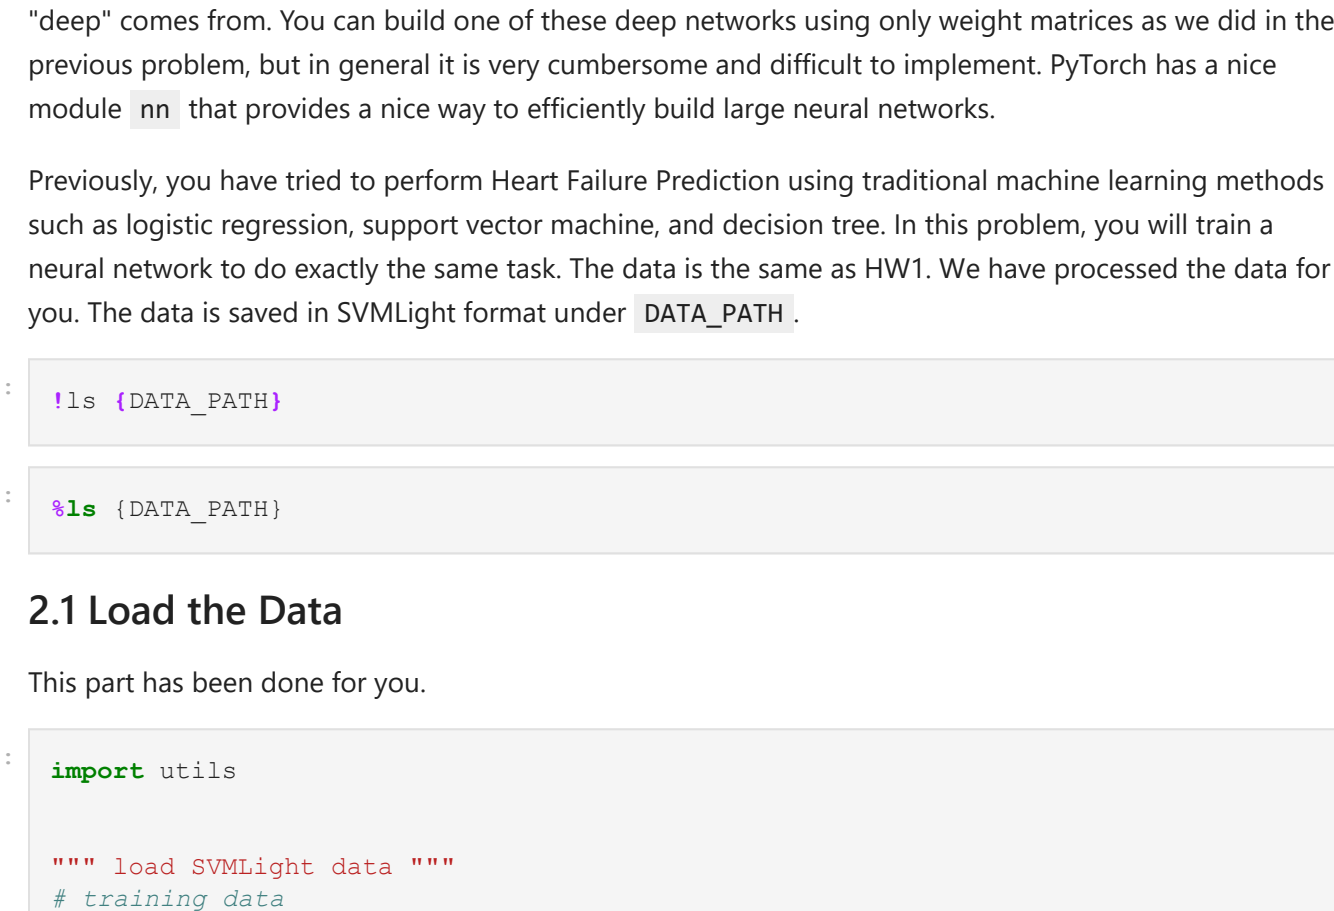 "deep" comes from. You can build one of these deep networks using only weight matrices as we did in the
previous problem, but in general it is very cumbersome and difficult to implement. PyTorch has a nice
module nn that provides a nice way to efficiently build large neural networks.
Previously, you have tried to perform Heart Failure Prediction using traditional machine learning methods
such as logistic regression, support vector machine, and decision tree. In this problem, you will train a
neural network to do exactly the same task. The data is the same as HW1. We have processed the data for
you. The data is saved in SVMLight format under DATA_PATH .
:
!ls {DATA_PATH}
:
%ls {DATA_PATH}
2.1 Load the Data
This part has been done for you.
:
import utils
""" load SVMLight data """
# training data